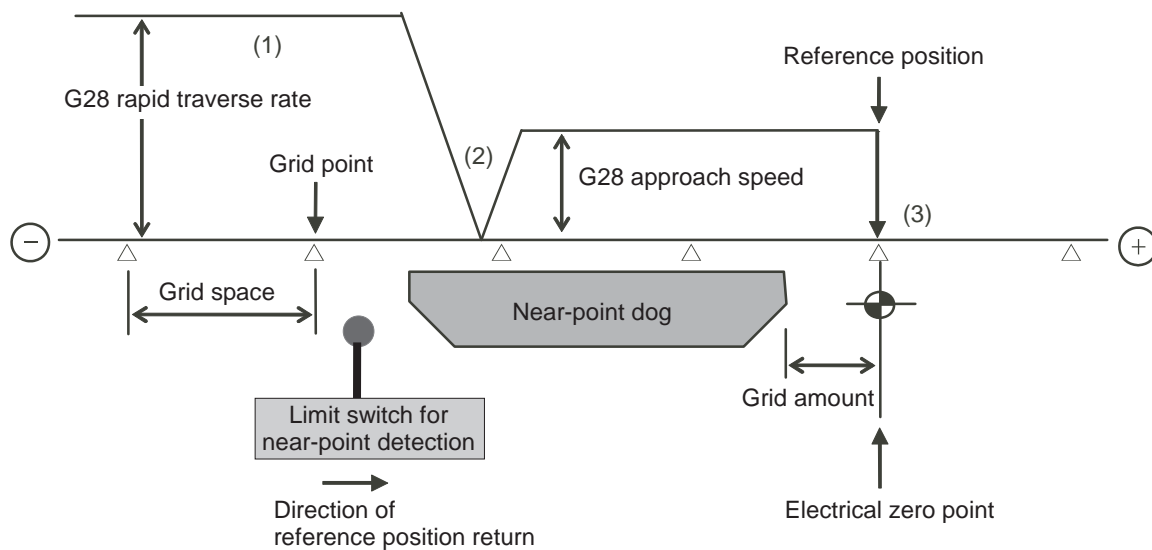 (1)
Reference position
G28 rapid traverse rate
Grid point
(2)
G28 approach speed
(3)
−
+
Grid space
Near-point dog
Grid amount
Limit switch for
near-point detection
Direction of
reference position return
Electrical zero point